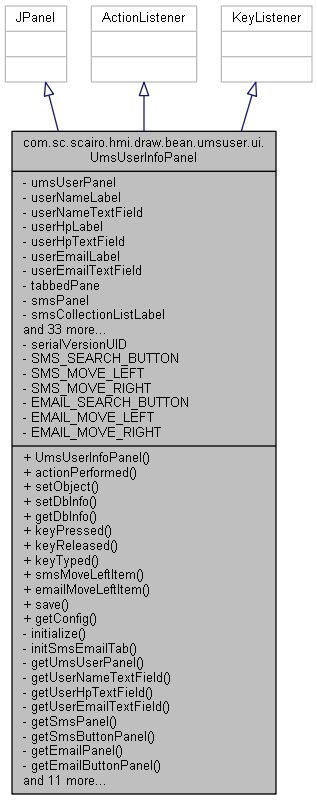 JPanel
ActionListener
KeyListener
com.sc.scairo.hmi.draw.bean.umsuser.ui.
UmsUserInfoPanel
- umsUserPanel
- userNameLabel
- userNameTextField
- userHpLabel
- userHpTextField
- userEmailLabel
- userEmailTextField
- tabbedPane
- smsPanel
- smsCollectionListLabel
and 33 more...
- serialVersionUID
- SMS_SEARCH_BUTTON
- SMS_MOVE_LEFT
- SMS_MOVE_RIGHT
- EMAIL_SEARCH_BUTTON
- EMAIL_MOVE_LEFT
- EMAIL_MOVE_RIGHT
+ UmsUserInfoPanel()
+ actionPerformed()
+ setObject()
+ setDbInfo()
+ getDbInfo()
+ keyPressed()
+ keyReleased()
+ keyTyped()
+ smsMoveLeftItem()
+ emailMoveLeftItem()
+ save()
+ getConfig()
- initialize()
- initSmsEmailTab()
- getUmsUserPanel()
- getUserNameTextField()
- getUserHpTextField()
- getUserEmailTextField()
- getSmsPanel()
- getSmsButtonPanel()
- getEmailPanel()
- getEmailButtonPanel()
and 11 more...